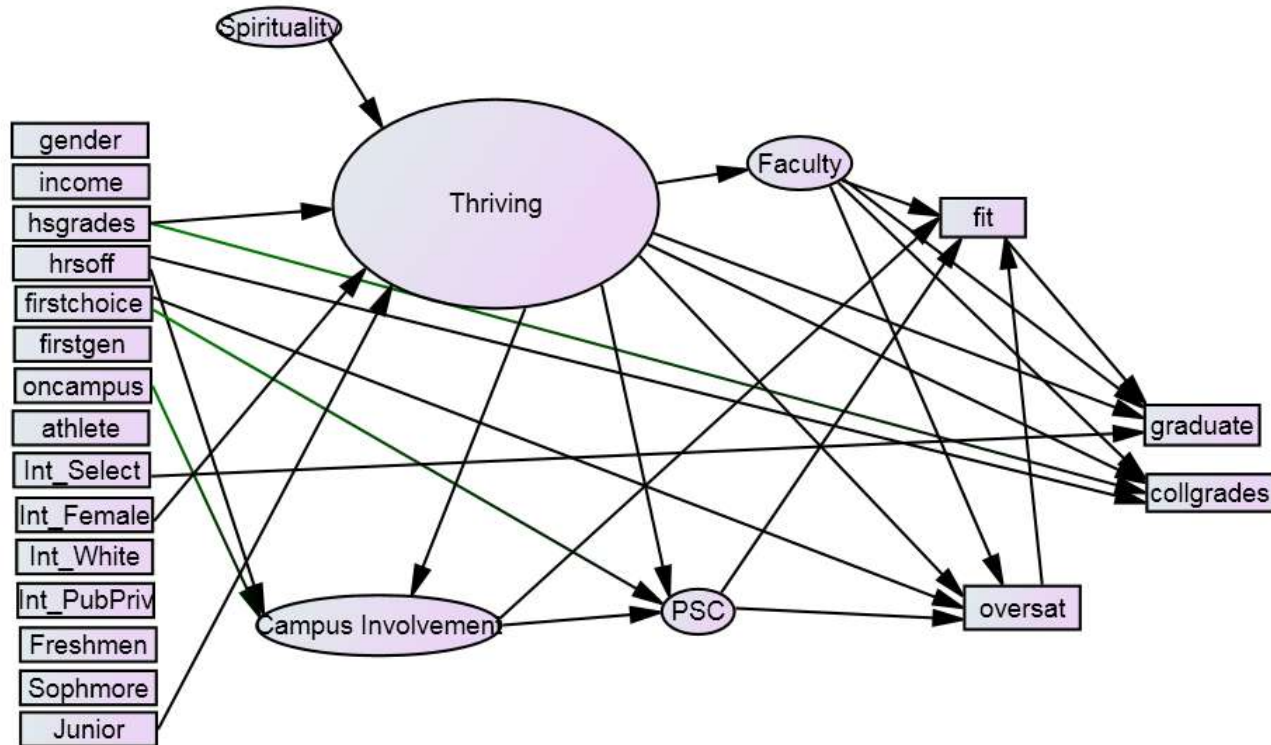 Spirituality
gender
income
hsgrades
hrsoff
firstchoice
firstgen
oncampus
athlete
Int_Select
Int_Female
Int_White
Int_PubPriv
Freshmen
Sophmore
Junior
Thriving
Campus Involvement
Faculty
PSC
fit
graduate
collgrades
oversat